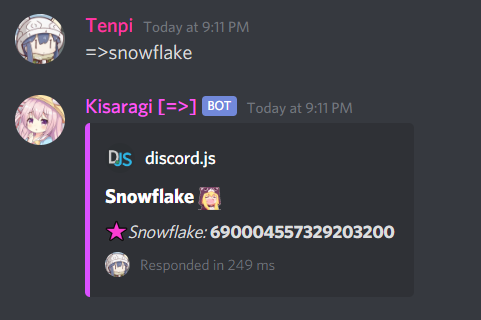 Tenpi Today at 9:11 PM
=>snowflake
Kisaragi [=>] BOT Today at 9:11 PM
DJS discord.js
Snowflake
Snowflake: 690004557329203200
Responded in 249 ms